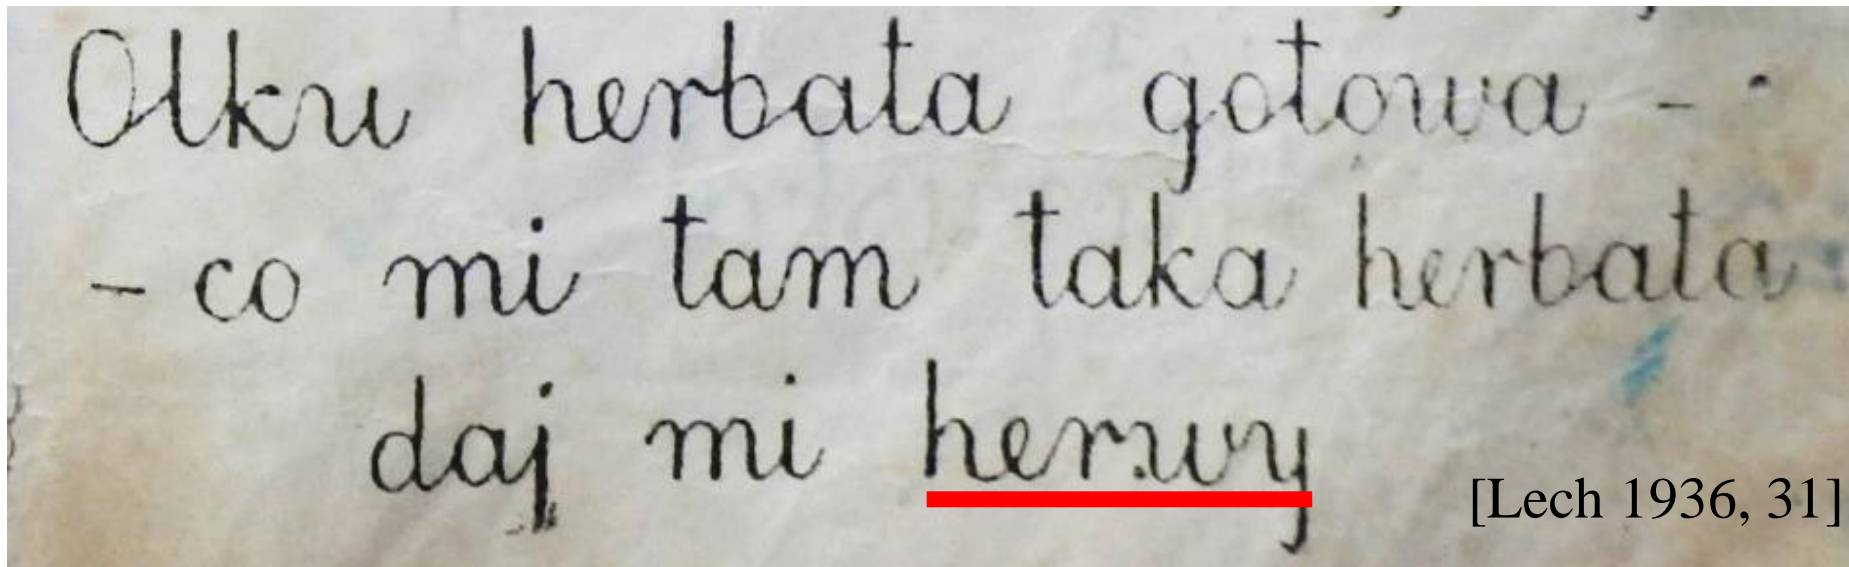 Olku herbata gotowa -
- co mi tam taka herbata
daj mi herwy
[Lech 1936, 31]